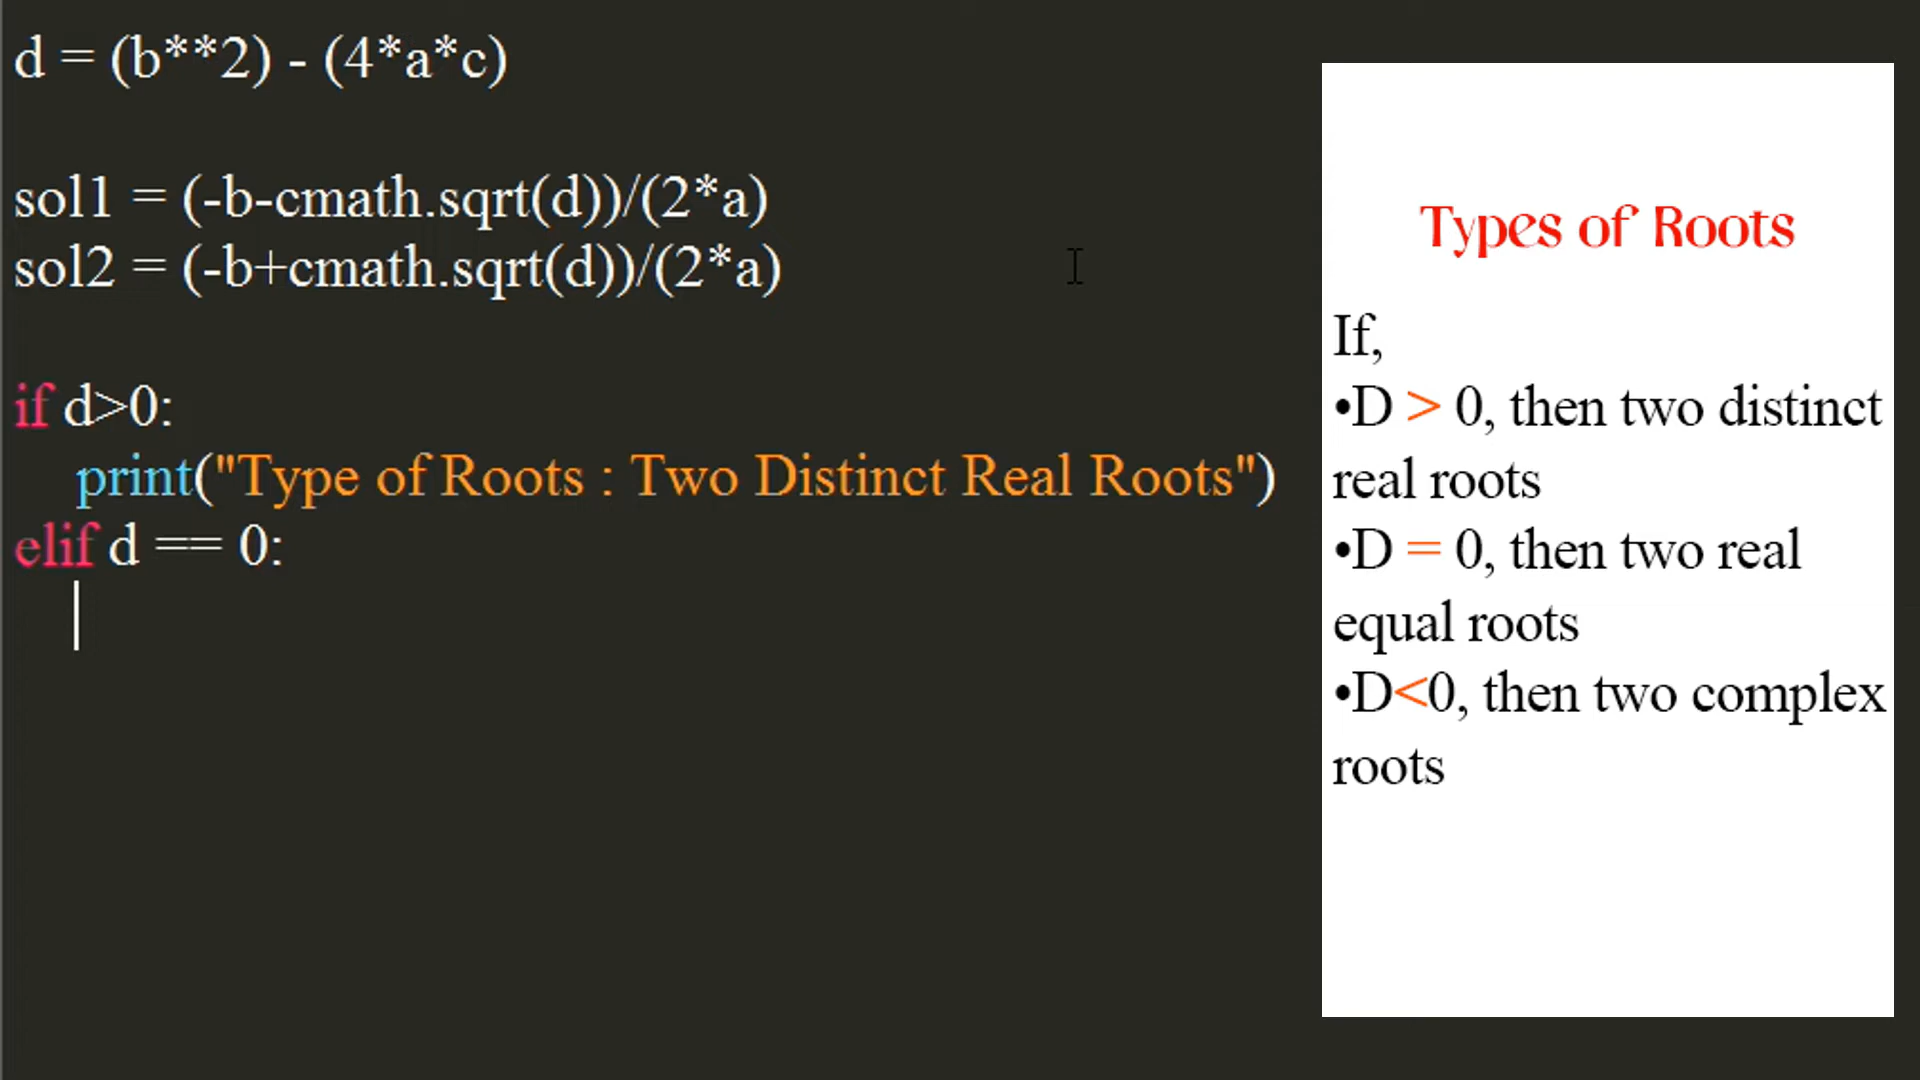 d = (b**2) - (4*a*c)
sol1 = (-b-cmath.sqrt(d))/(2*a)
sol2 = (-b+cmath.sqrt(d))/(2*a)
if d>0:
print("Type of Roots : Two Distinct Real Roots")
elif d == 0:
Types of Roots
If,
•D > 0, then two distinct
real roots
•D = 0, then two real
equal roots
•D<0, then two complex
roots